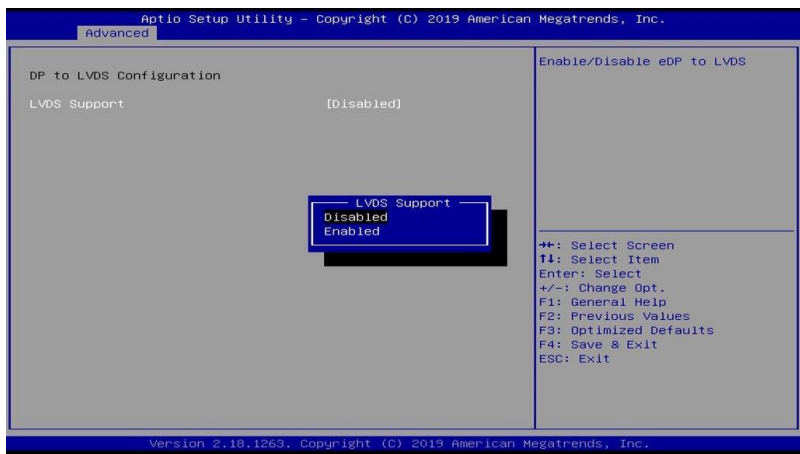 Aptio Setup Utility – Copyright (C) 2019 American Megatrends, Inc.
Advanced
DP to LVDS Configuration
LVDS Support [Disabled]
LVDS Support
Disabled
Enabled
Enable/Disable eDP to LVDS
→←: Select Screen
↑↓: Select Item
Enter: Select
+/-: Change Opt.
F1: General Help
F2: Previous Values
F3: Optimized Defaults
F4: Save & Exit
ESC: Exit
Version 2.18.1263. Copyright (C) 2019 American Megatrends, Inc.